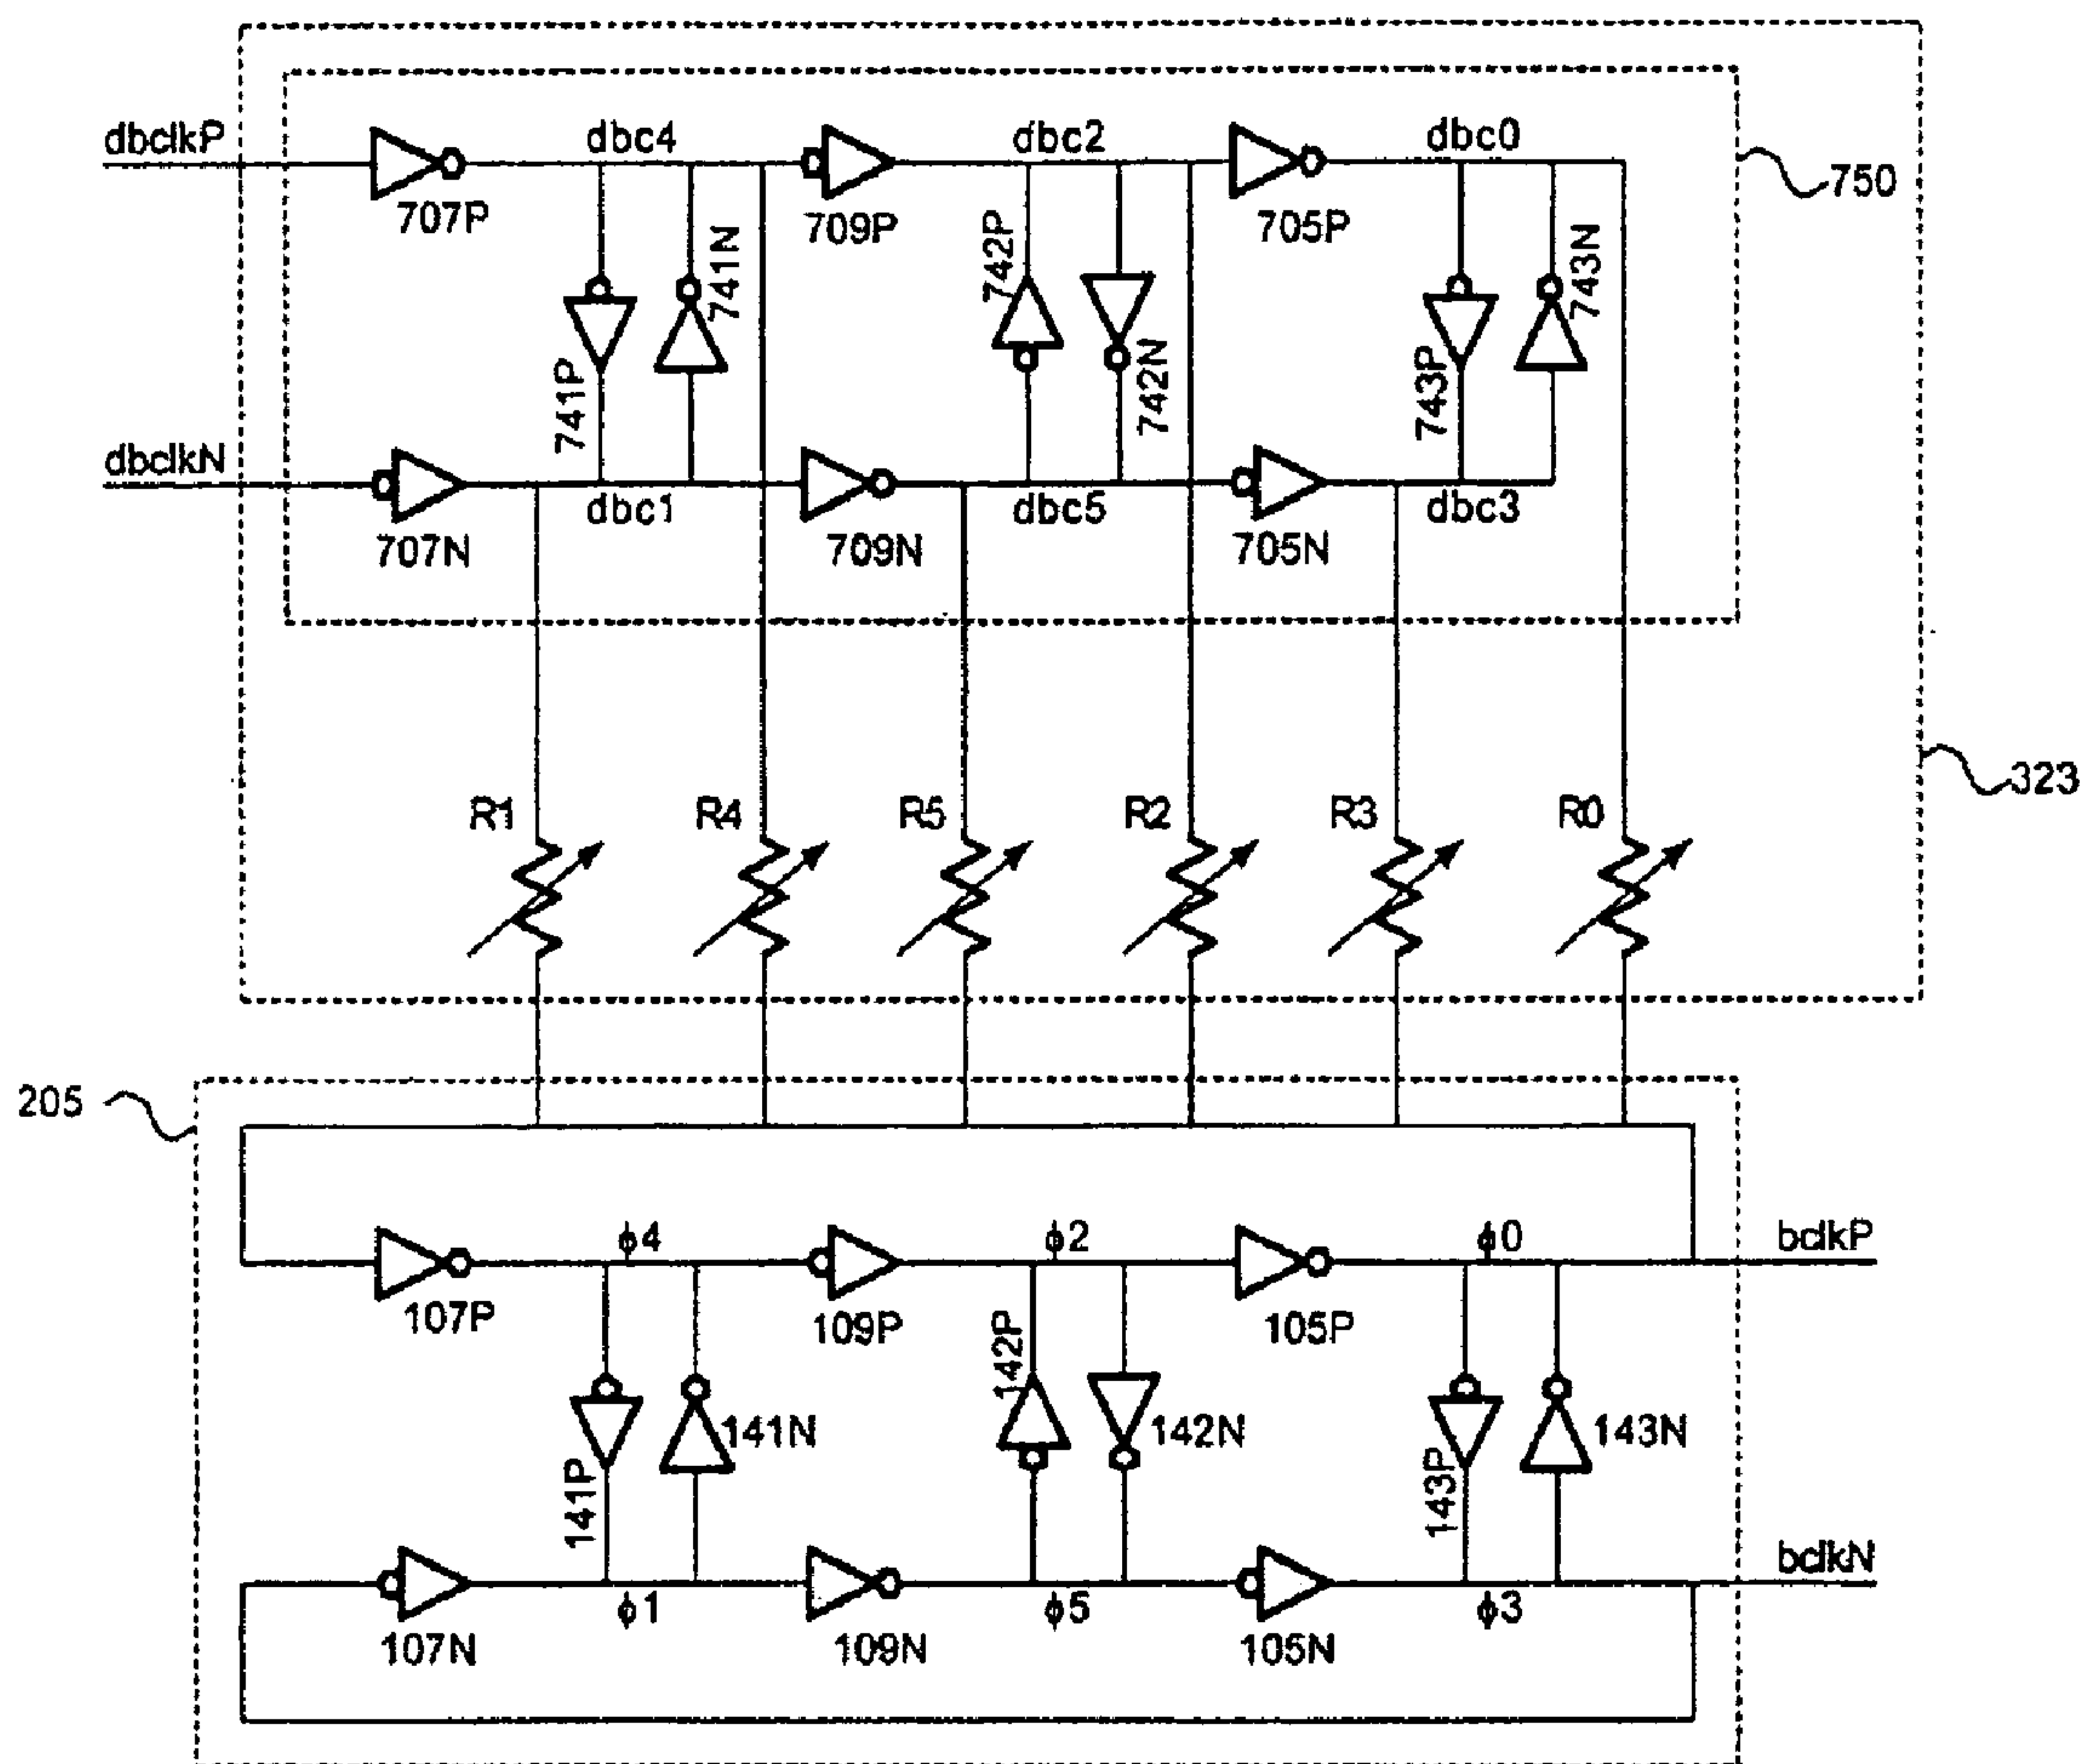 dbclkP
dbc4
dbc2
dbc0
750
707P
709P
705P
741N
742P
743N
741P
742N
743P
dbclkN
dbc1
dbc5
dbc3
707N
709N
705N
R1
R4
R5
R2
R3
R0
323
205
ϕ4
ϕ2
ϕ0
bclkP
107P
109P
105P
142P
141N
142N
143N
141P
143P
bclkN
ϕ1
ϕ5
ϕ3
107N
109N
105N